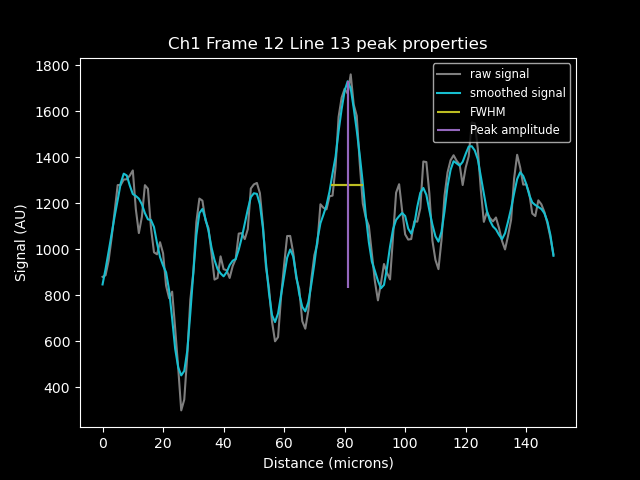 Ch1 Frame 12 Line 13 peak properties
raw signal
smoothed signal
FWHM
Peak amplitude
1800
1600
1400
1200
1000
800
600
400
Signal (AU)
0 20 40 60 80 100 120 140
Distance (microns)